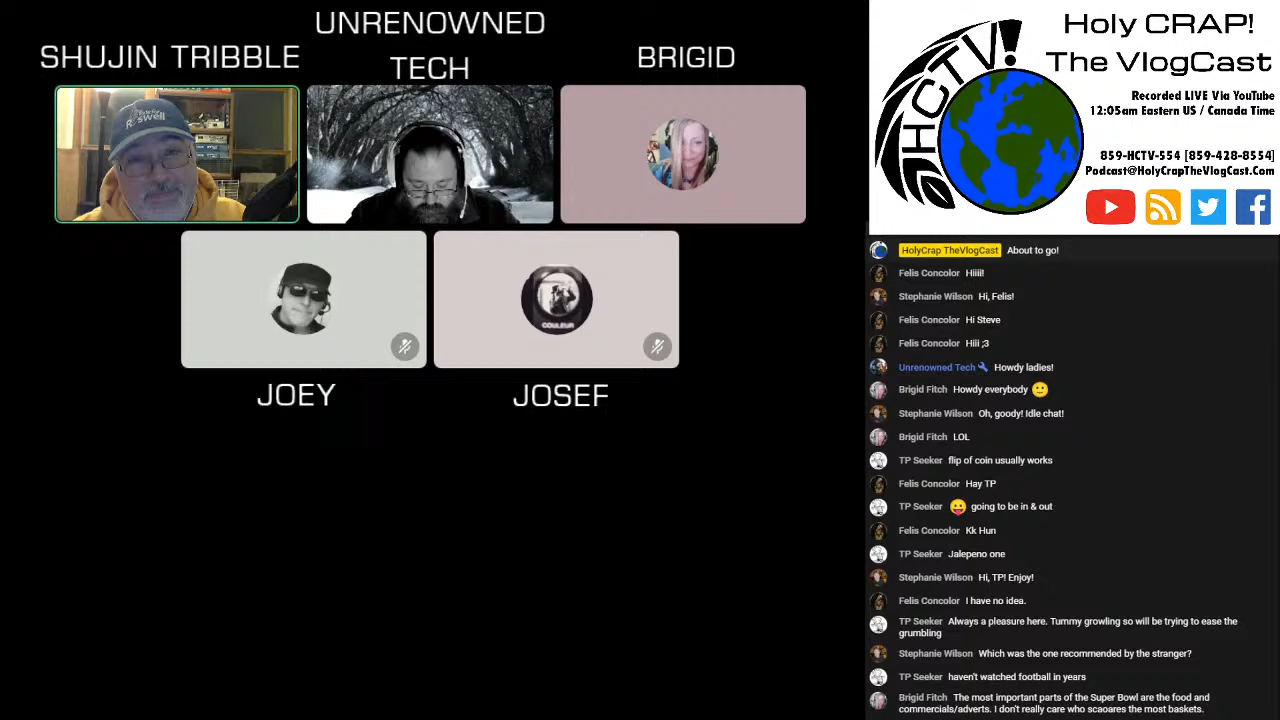 SHUJIN TRIBBLE
UNRENOWNED
TECH
BRIGID
Roswell
JOEY
JOSEF
COULEUR
HCTV!
Holy CRAP!
The VlogCast
Recorded LIVE Via YouTube
12:05am Eastern US / Canada Time
859-HCTV-554 [859-428-8554]
Podcast@HolyCrapTheVlogCast.Com
HolyCrap TheVlogCast About to go!
Felis Concolor Hiiii!
Stephanie Wilson Hi, Felis!
Felis Concolor Hi Steve
Felis Concolor Hiii ;3
Unrenowned Tech Howdy ladies!
Brigid Fitch Howdy everybody 🙂
Stephanie Wilson Oh, goody! Idle chat!
Brigid Fitch LOL
TP Seeker flip of coin usually works
Felis Concolor Hay TP
TP Seeker 😛 going to be in & out
Felis Concolor Kk Hun
TP Seeker Jalepeno one
Stephanie Wilson Hi, TP! Enjoy!
Felis Concolor I have no idea.
TP Seeker Always a pleasure here. Tummy growling so will be trying to ease the
grumbling
Stephanie Wilson Which was the one recommended by the stranger?
TP Seeker haven't watched football in years
Brigid Fitch The most important parts of the Super Bowl are the food and
commercials/adverts. I don't really care who scaoares the most baskets.